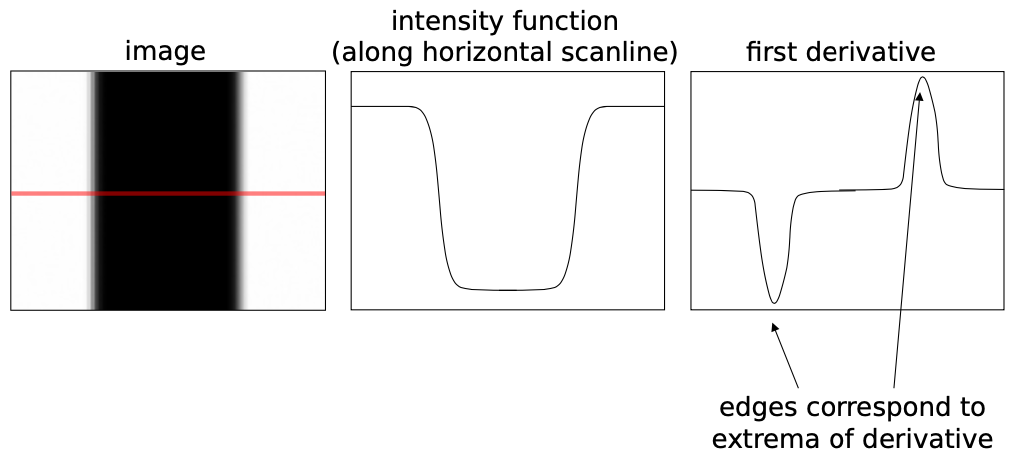 image
intensity function
(along horizontal scanline)
first derivative
edges correspond to
extrema of derivative